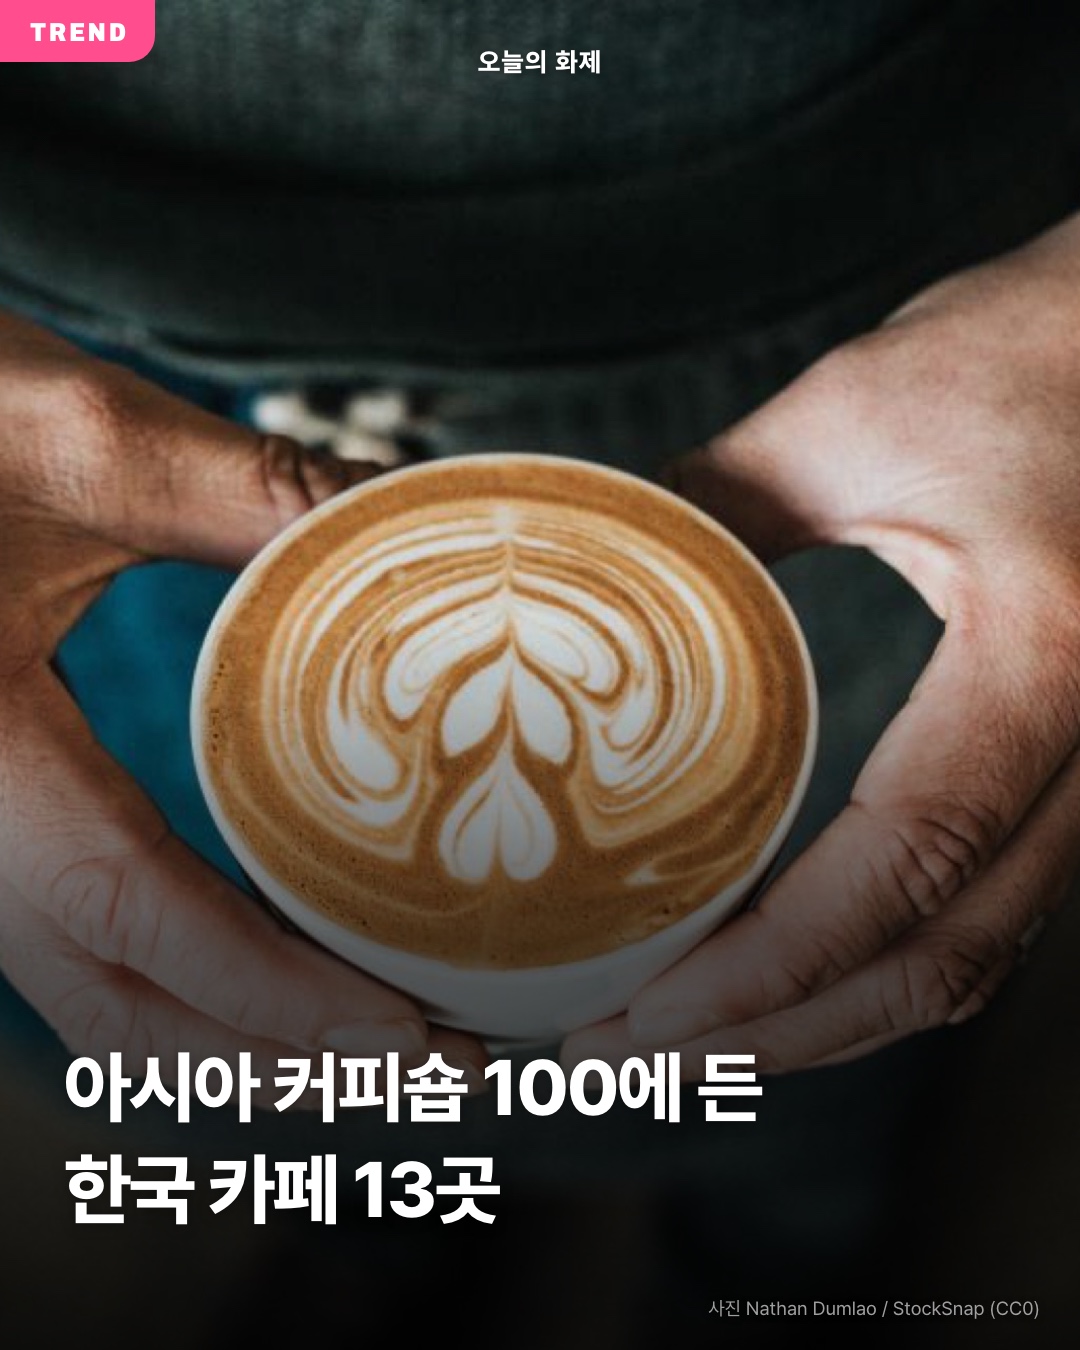 TREND
오늘의 화제
아시아 커피숍 100에 든
한국 카페 13곳
사진 Nathan Dumlao / StockSnap (CC0)